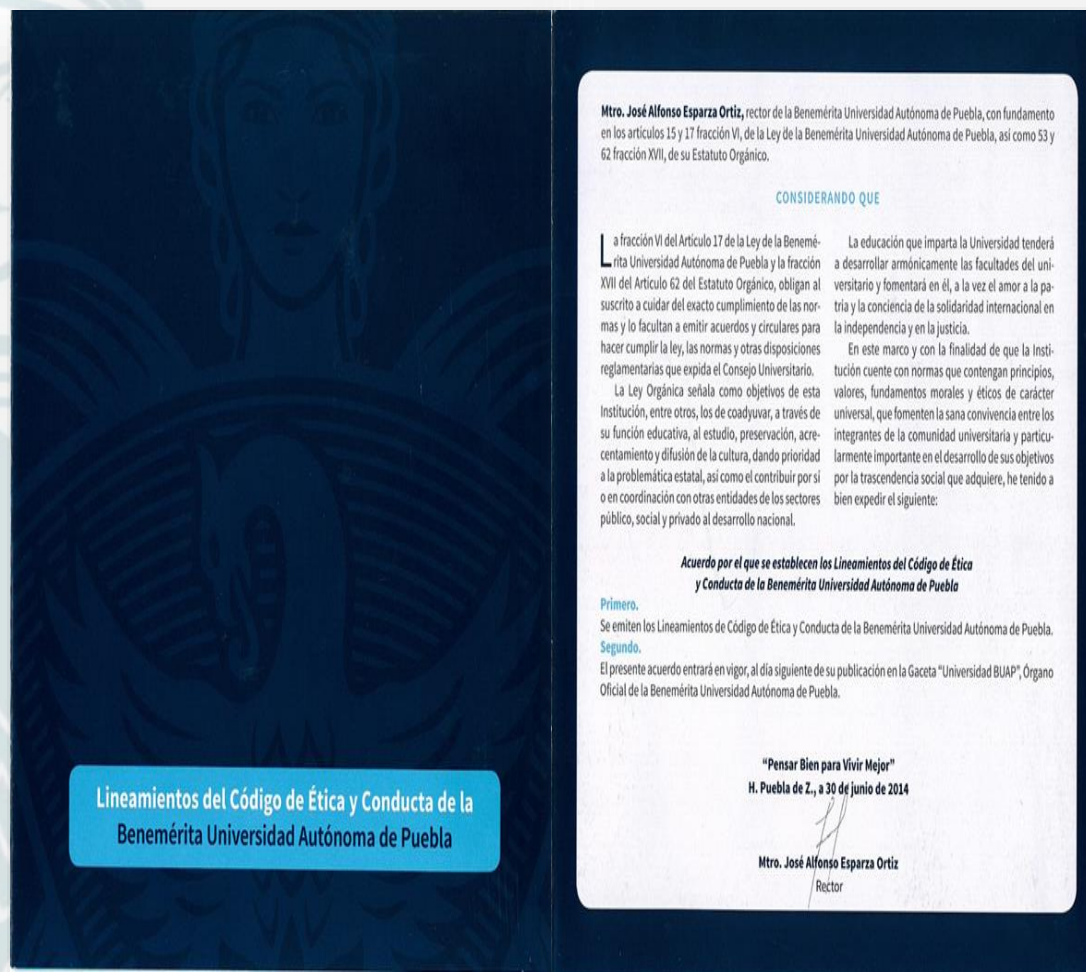 Lineamientos del Código de Ética y Conducta de la
Benemérita Universidad Autónoma de Puebla
Mtro. José Alfonso Esparza Ortiz, rector de la Benemérita Universidad Autónoma de Puebla, con fundamento
en los artículos 15 y 17 fracción VI, de la Ley de la Benemérita Universidad Autónoma de Puebla, así como 53 y
62 fracción XVII, de su Estatuto Orgánico.
CONSIDERANDO QUE
La fracción VI del Artículo 17 de la Ley de la Benemé-
rita Universidad Autónoma de Puebla y la fracción
XVII del Artículo 62 del Estatuto Orgánico, obligan al
suscrito a cuidar del exacto cumplimiento de las nor-
mas y lo facultan a emitir acuerdos y circulares para
hacer cumplir la ley, las normas y otras disposiciones
reglamentarias que expida el Consejo Universitario.
La Ley Orgánica señala como objetivos de esta
Institución, entre otros, los de coadyuvar, a través de
su función educativa, al estudio, preservación, acre-
centamiento y difusión de la cultura, dando prioridad
a la problemática estatal, así como el contribuir por sí
o en coordinación con otras entidades de los sectores
público, social y privado al desarrollo nacional.
La educación que imparta la Universidad tenderá
a desarrollar armónicamente las facultades del uni-
versitario y fomentará en él, a la vez el amor a la pa-
tria y la conciencia de la solidaridad internacional en
la independencia y en la justicia.
En este marco y con la finalidad de que la Insti-
tución cuente con normas que contengan principios,
valores, fundamentos morales y éticos de carácter
universal, que fomenten la sana convivencia entre los
integrantes de la comunidad universitaria y particu-
larmente importante en el desarrollo de sus objetivos
por la trascendencia social que adquiere, he tenido a
bien expedir el siguiente:
Acuerdo por el que se establecen los Lineamientos del Código de Ética
y Conducta de la Benemérita Universidad Autónoma de Puebla
Primero.
Se emiten los Lineamientos de Código de Ética y Conducta de la Benemérita Universidad Autónoma de Puebla.
Segundo.
El presente acuerdo entrará en vigor, al día siguiente de su publicación en la Gaceta "Universidad BUAP", Órgano
Oficial de la Benemérita Universidad Autónoma de Puebla.
"Pensar Bien para Vivir Mejor"
H. Puebla de Z., a 30 de junio de 2014
Mtro. José Alfonso Esparza Ortiz
Rector